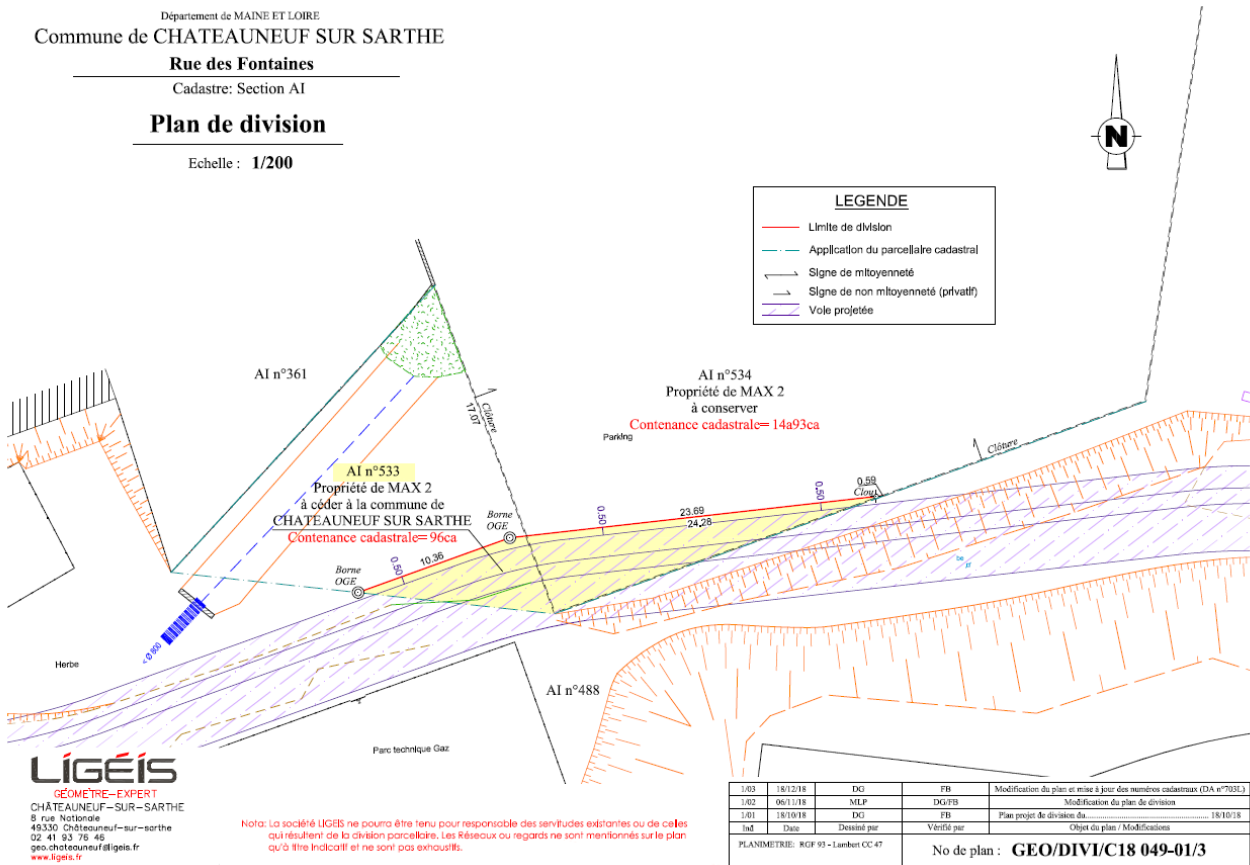 Département de MAINE ET LOIRE
Commune de CHATEAUNEUF SUR SARTHE
Rue des Fontaines
Cadastre: Section AI
Plan de division
Echelle : 1/200
N
LEGENDE
Limite de division
Application du parcellaire cadastral
Signe de mitoyenneté
Signe de non mitoyenneté (privatif)
Voie projetée
AI n°361
AI n°534
Propriété de MAX 2
à conserver
Contenance cadastrale= 14a93ca
Parking
Clôture
17.07
Clôture
AI n°533
Propriété de MAX 2
à céder à la commune de
CHATEAUNEUF SUR SARTHE
Contenance cadastrale= 96ca
Borne
OGE
Borne
OGE
0.50
10.36
0.50
23.69
24.28
0.50
0.59
Clou
Ø 600
Herbe
AI n°488
Parc technique Gaz
LIGÉIS
GÉOMÈTRE-EXPERT
CHÂTEAUNEUF-SUR-SARTHE
8 rue Nationale
49330 Châteauneuf-sur-sarthe
02 41 93 76 46
geo.chateauneuf@ligeis.fr
www.ligeis.fr
Nota: La société LIGEIS ne pourra être tenu pour responsable des servitudes existantes ou de celles
qui résultent de la division parcellaire. Les Réseaux ou regards ne sont mentionnés sur le plan
qu'à titre indicatif et ne sont pas exhaustifs.
1/03 18/12/18 DG FB Modification du plan et mise à jour des numéros cadastraux (DA n°703L)
1/02 06/11/18 MLP DG/FB Modification du plan de division
1/01 18/10/18 DG FB Plan projet de division du.......................................... 18/10/18
Ind Date Dessiné par Vérifié par Objet du plan / Modifications
PLANIMETRIE: RGF 93 - Lambert CC 47 No de plan : GEO/DIVI/C18 049-01/3